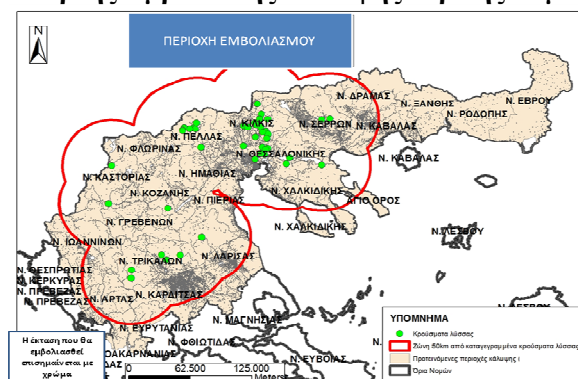 N
ΠΕΡΙΟΧΗ ΕΜΒΟΛΙΑΣΜΟΥ
Ν. ΔΡΑΜΑΣ
Ν. ΞΑΝΘΗΣ
Ν. ΕΒΡΟΥ
Ν. ΡΟΔΟΠΗΣ
Ν. ΚΙΛΚΙΣ
Ν. ΣΕΡΡΩΝ
Ν. ΚΑΒΑΛΑΣ
Ν. ΠΕΛΛΑΣ
Ν. ΦΛΩΡΙΝΑΣ
Ν. ΘΕΣΣΑΛΟΝΙΚΗΣ
Ν. ΚΑΒΑΛΑΣ
Ν. ΚΑΣΤΟΡΙΑΣ
Ν. ΗΜΑΘΙΑΣ
Ν. ΚΟΖΑΝΗΣ
Ν. ΠΙΕΡΙΑΣ
Ν. ΧΑΛΚΙΔΙΚΗΣ
ΑΓΙΟ ΟΡΟΣ
Ν. ΓΡΕΒΕΝΩΝ
Ν. ΧΑΛΚΙΔΙΚΗΣ
Ν. ΛΕΣΒΟΥ
Ν. ΙΩΑΝΝΙΝΩΝ
Ν. ΤΡΙΚΑΛΩΝ
Ν. ΛΑΡΙΣΑΣ
Ν. ΘΕΣΠΡΩΤΙΑΣ
Ν. ΚΕΡΚΥΡΑΣ
Ν. ΠΡΕΒΕΖΑΣ
Ν. ΠΡΕΒΕΖΑΣ
Ν. ΑΡΤΑΣ
Ν. ΚΑΡΔΙΤΣΑΣ
Ν. ΕΥΡΥΤΑΝΙΑΣ
Ν. ΜΑΓΝΗΣΙΑΣ
Ν. ΦΘΙΩΤΙΔΑΣ
Ν. ΕΥΒΟΙΑΣ
Η έκταση που θα
εμβολιασθεί
επισημαίνεται με
χρώμα
0 62.500 125.000
Meters
ΥΠΟΜΝΗΜΑ
Κρούσματα λύσσας
Ζώνη 50km από καταγεγραμμένα κρούσματα λύσσας
Προτεινόμενες περιοχές κάλυψης
Όρια Νομών